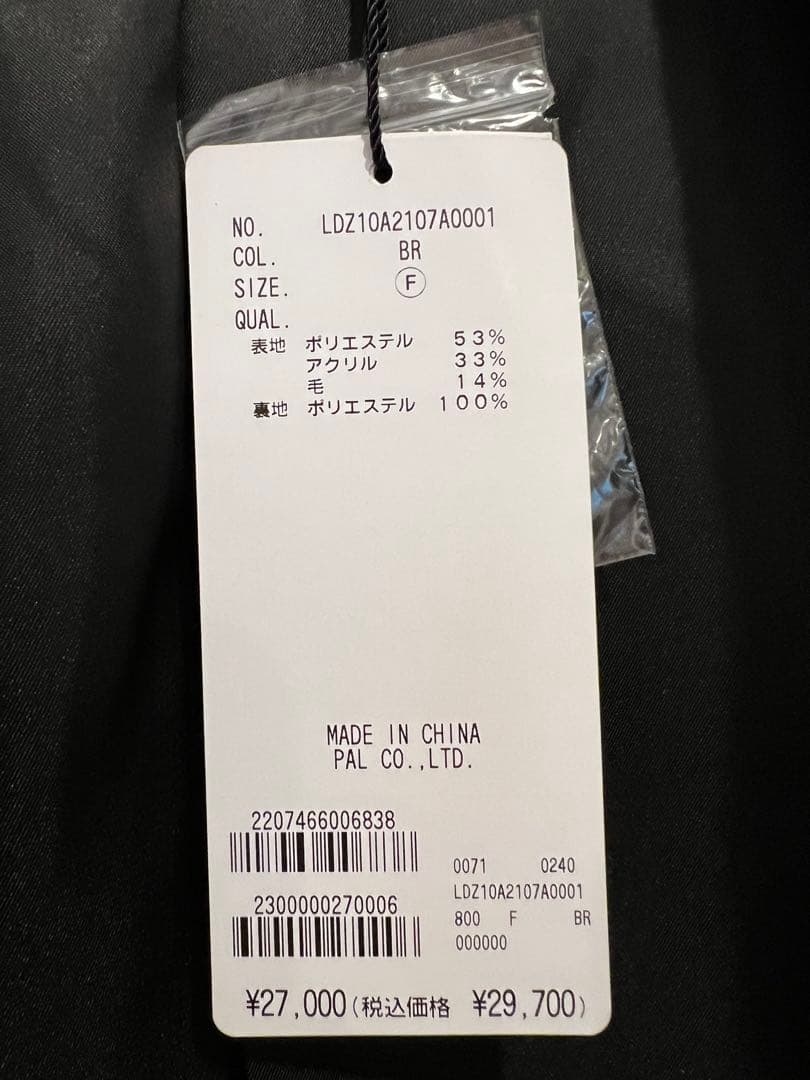 NO. LDZ10A2107A0001
COL. BR
SIZE. Ⓕ
QUAL.
表地 ポリエステル 53%
アクリル 33%
毛 14%
裏地 ポリエステル 100%
MADE IN CHINA
PAL CO.,LTD.
2207466006838
2300000270006
0071 0240
LDZ10A2107A0001
800 F BR
000000
¥27,000(税込価格 ¥29,700)